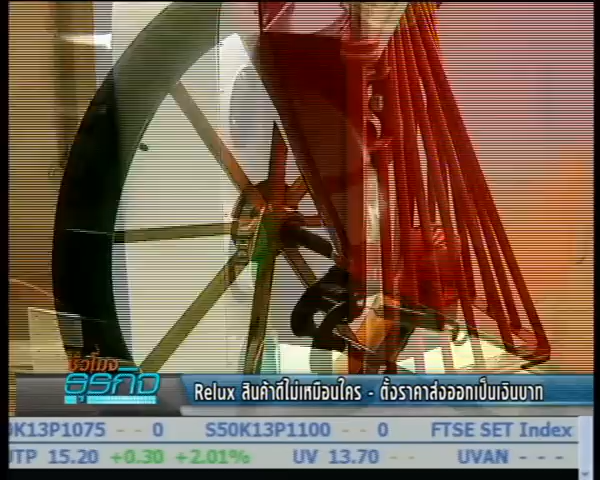 ชั่วโมง
ธุรกิจ
Relux สินค้าดีไม่เหมือนใคร - ตั้งราคาส่งออกเป็นเงินบาท
K13P1075 - - 0 S50K13P1100 - - 0 FTSE SET Index
TP 15.20 +0.30 +2.01% UV 13.70 - - UVAN - - -